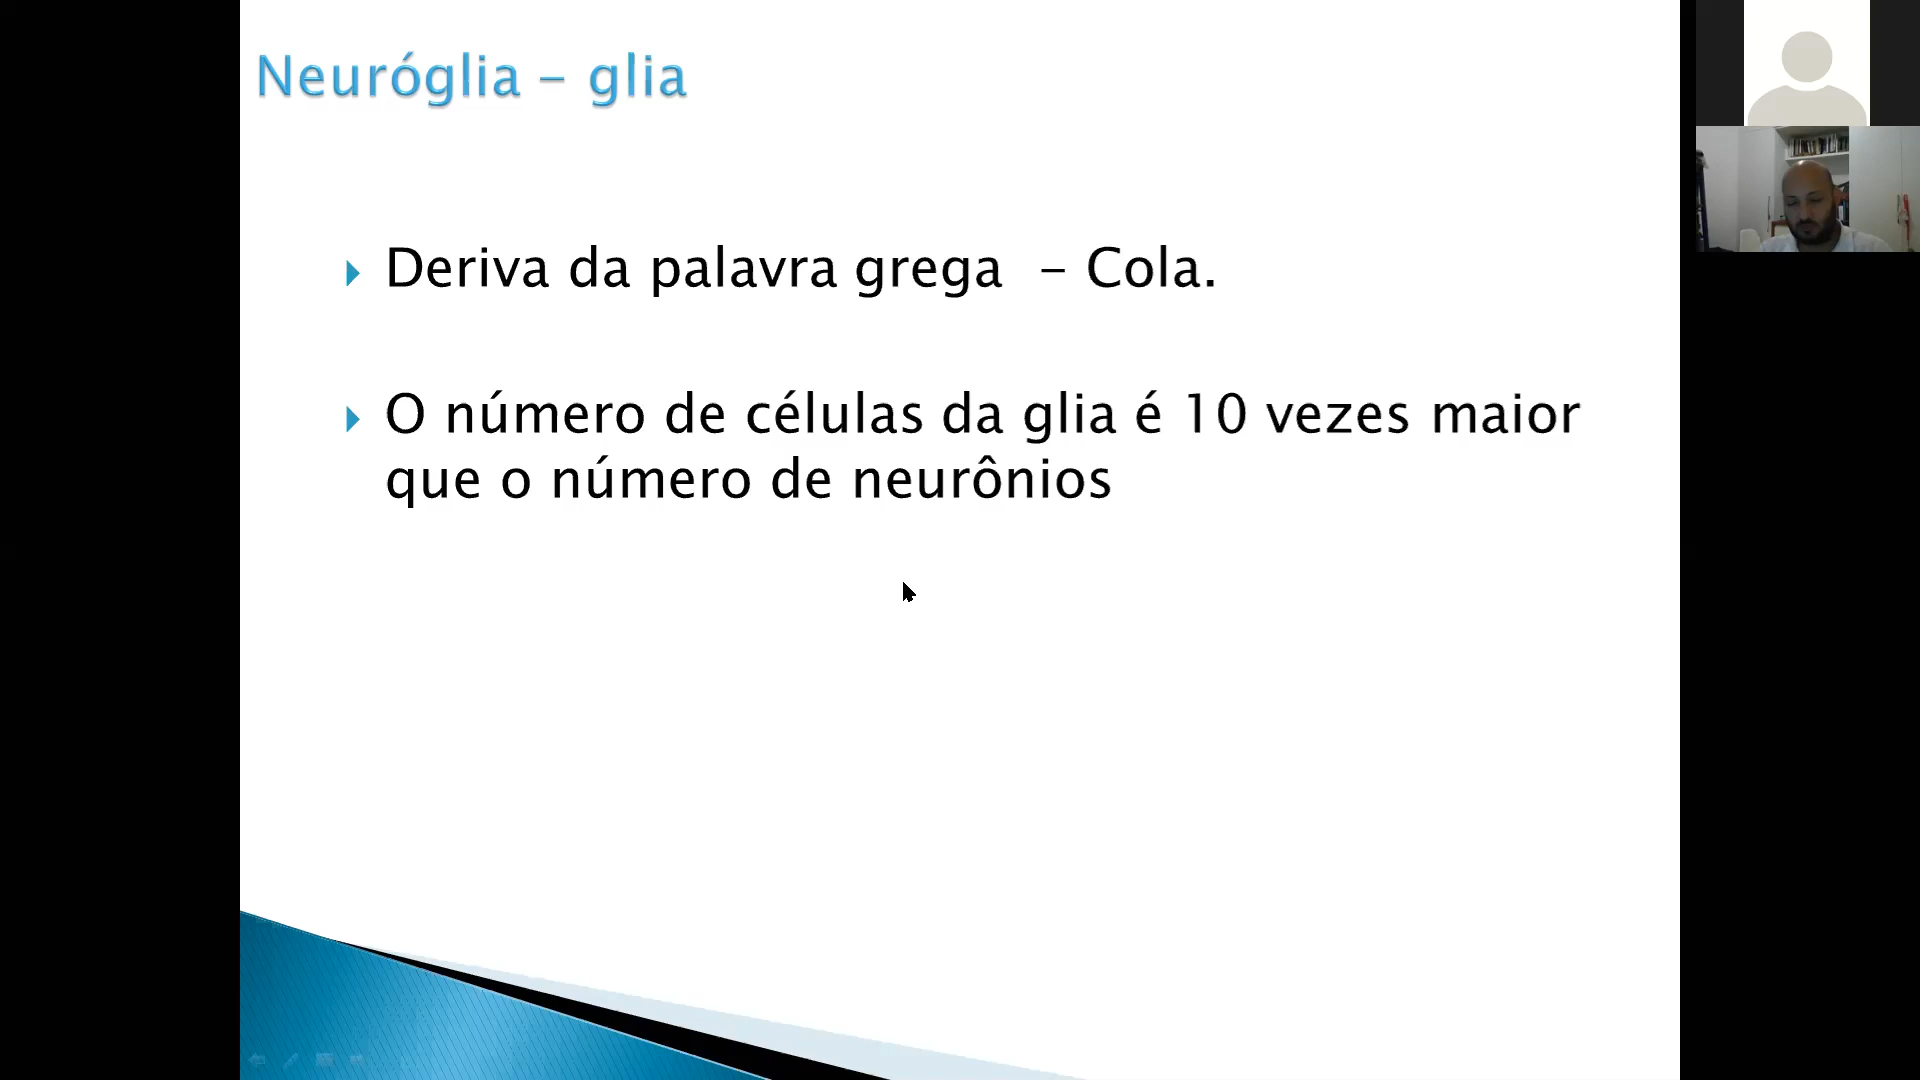 Neuróglia - glia
Deriva da palavra grega - Cola.
O número de células da glia é 10 vezes maior
que o número de neurônios